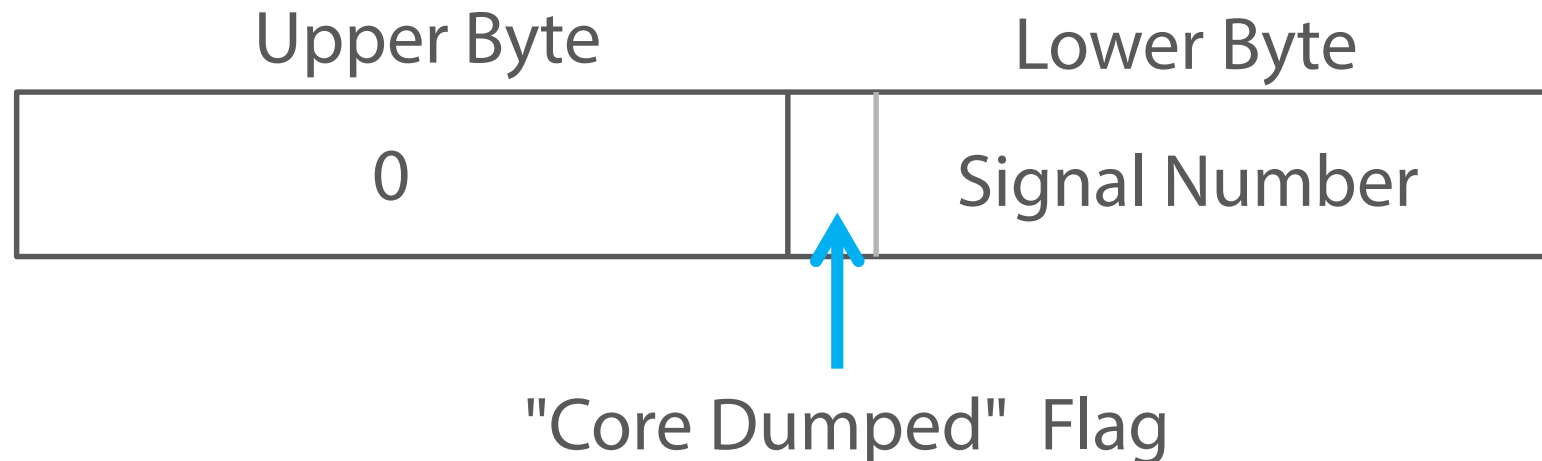 Upper Byte
Lower Byte
0
Signal Number
"Core Dumped" Flag